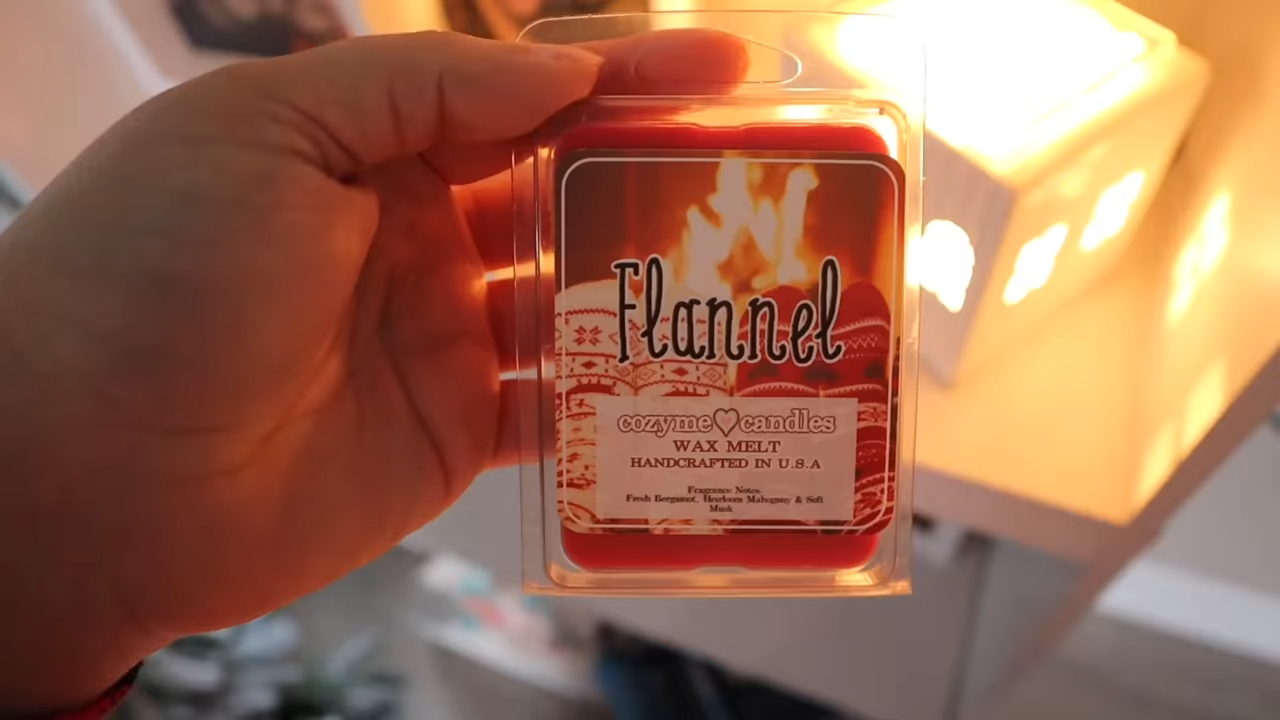 Flannel
cozyme♡candles
WAX MELT
HANDCRAFTED IN U.S.A
Fragrance Notes-
Fresh Bergamot, Heirloom Mahogany & Soft
Musk